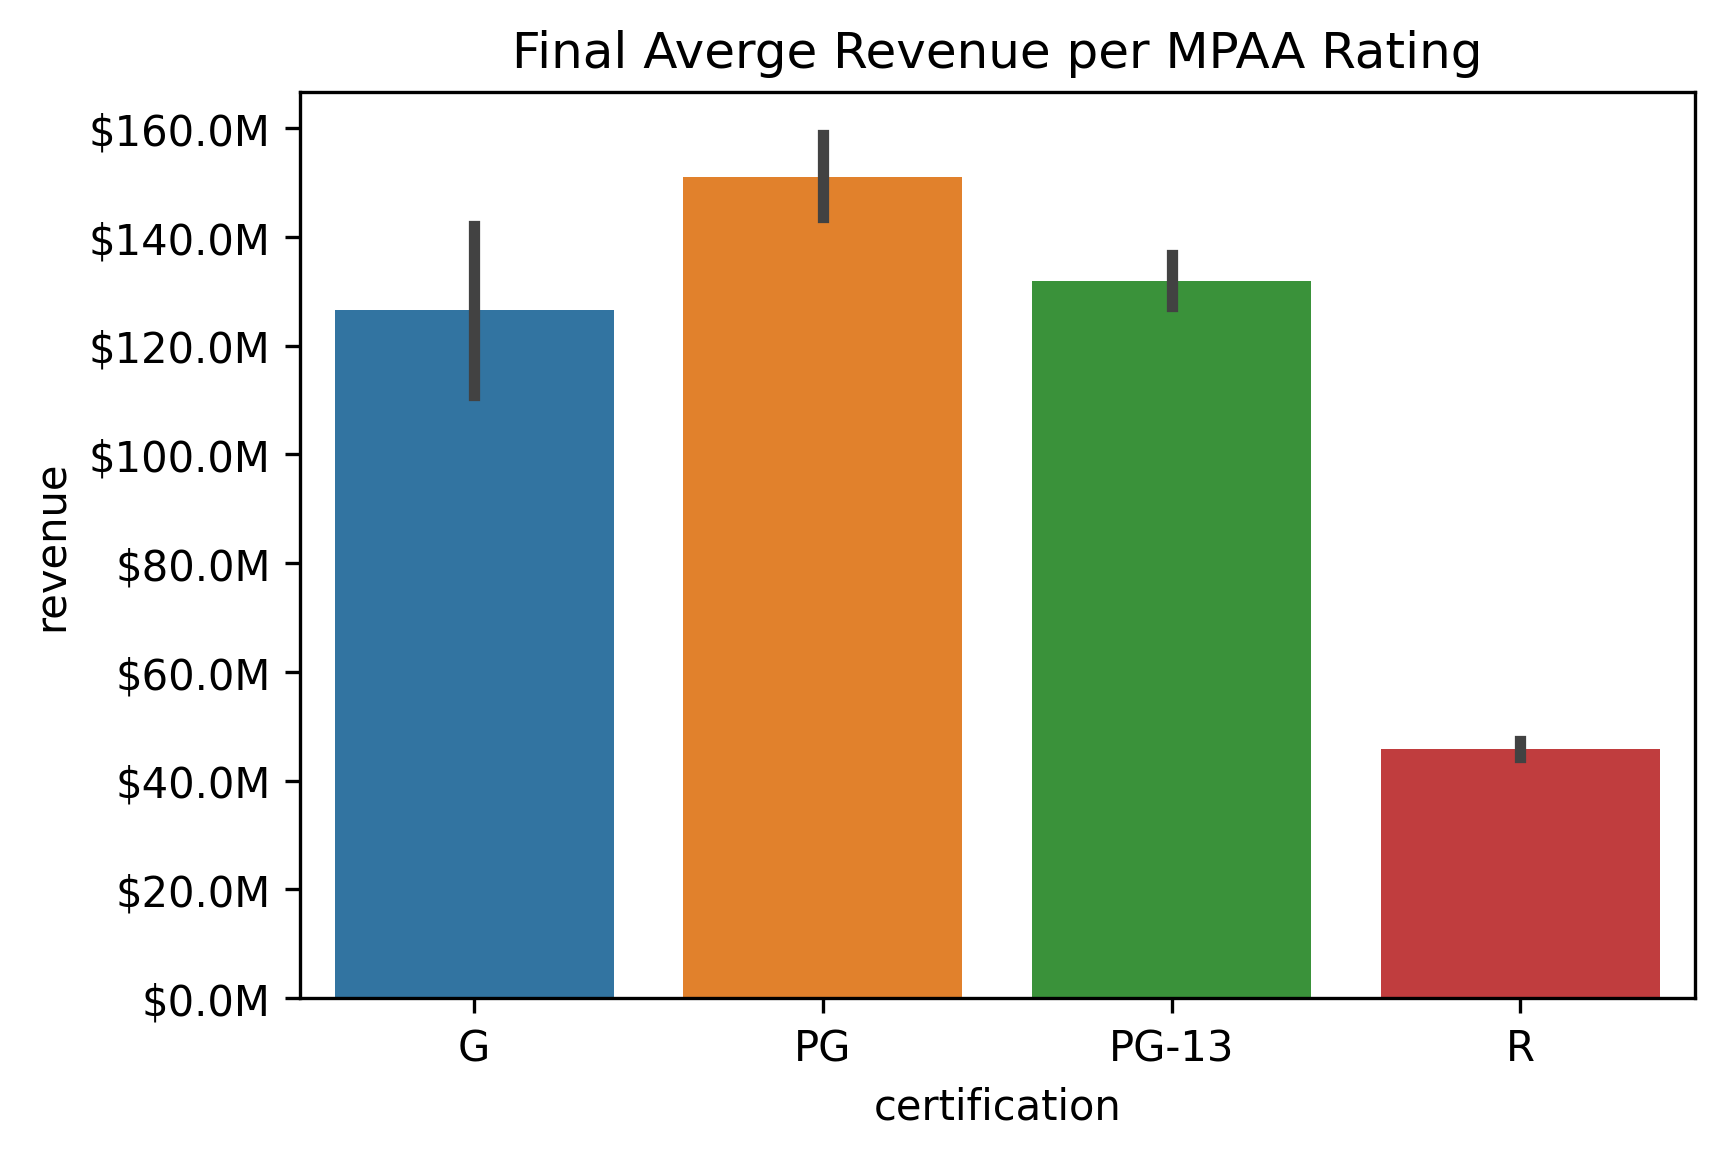 Final Averge Revenue per MPAA Rating
$160.0M
$140.0M
$120.0M
$100.0M
$80.0M
$60.0M
$40.0M
$20.0M
$0.0M
revenue
G PG PG-13 R
certification